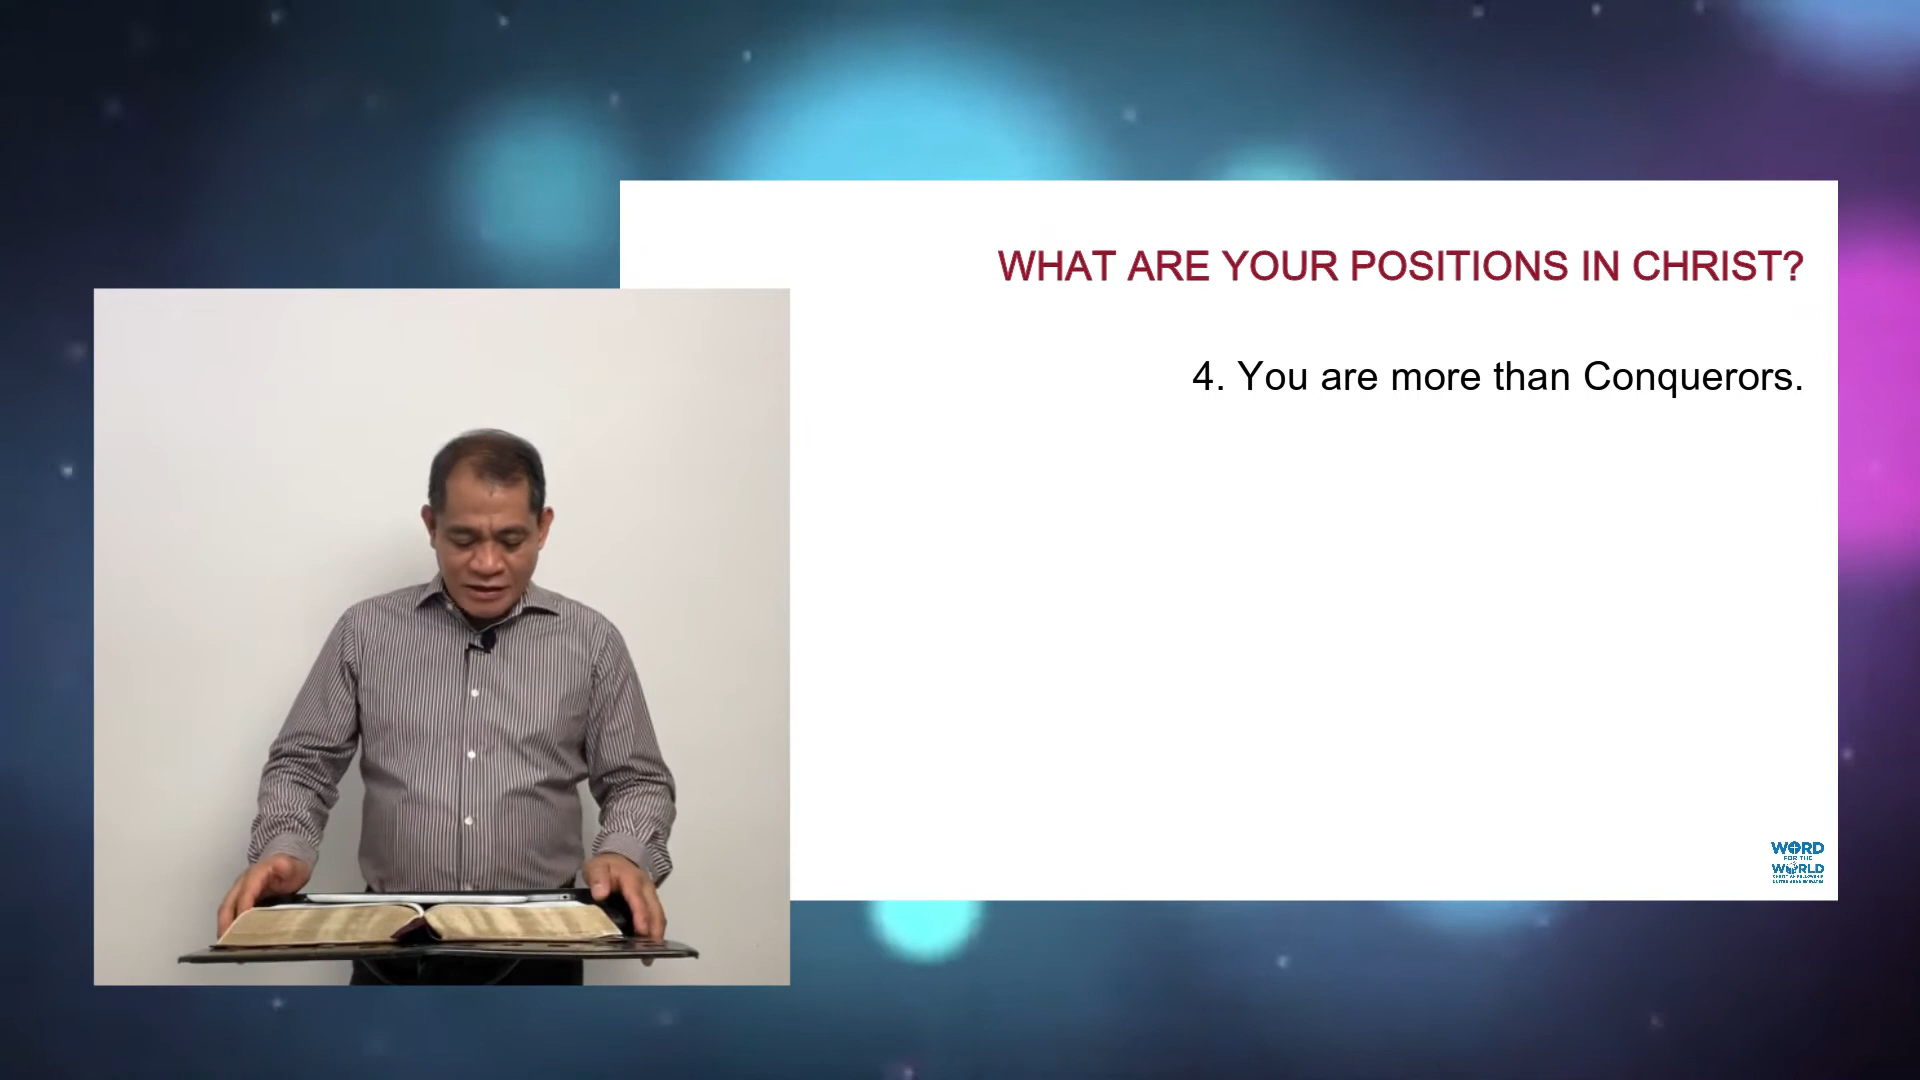 WHAT ARE YOUR POSITIONS IN CHRIST?
4. You are more than Conquerors.
WORD
FOR THE
WORLD